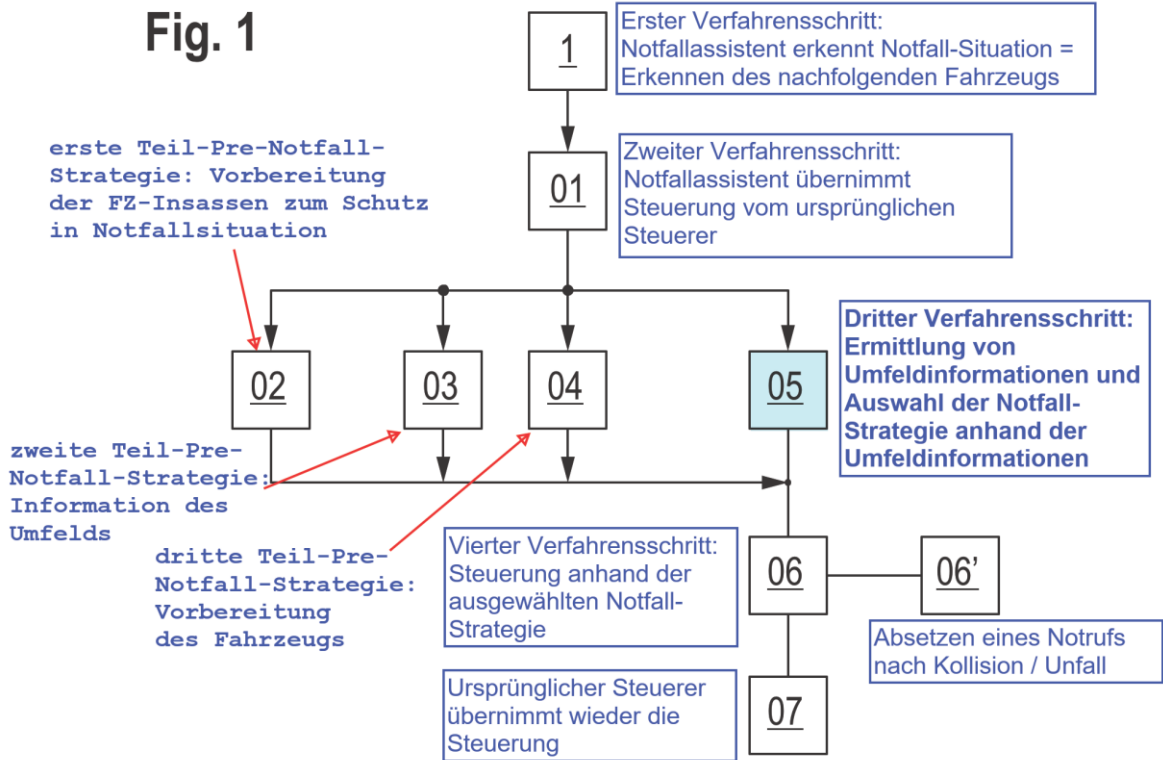 Fig. 1
1
Erster Verfahrensschritt:
Notfallassistent erkennt Notfall-Situation =
Erkennen des nachfolgenden Fahrzeugs
erste Teil-Pre-Notfall-
Strategie: Vorbereitung
der FZ-Insassen zum Schutz
in Notfallsituation
01
Zweiter Verfahrensschritt:
Notfallassistent übernimmt
Steuerung vom ursprünglichen
Steuerer
02
03
04
05
Dritter Verfahrensschritt:
Ermittlung von
Umfeldinformationen und
Auswahl der Notfall-
Strategie anhand der
Umfeldinformationen
zweite Teil-Pre-
Notfall-Strategie:
Information des
Umfelds
dritte Teil-Pre-
Notfall-Strategie:
Vorbereitung
des Fahrzeugs
Vierter Verfahrensschritt:
Steuerung anhand der
ausgewählten Notfall-
Strategie
06
06'
Absetzen eines Notrufs
nach Kollision / Unfall
Ursprünglicher Steuerer
übernimmt wieder die
Steuerung
07